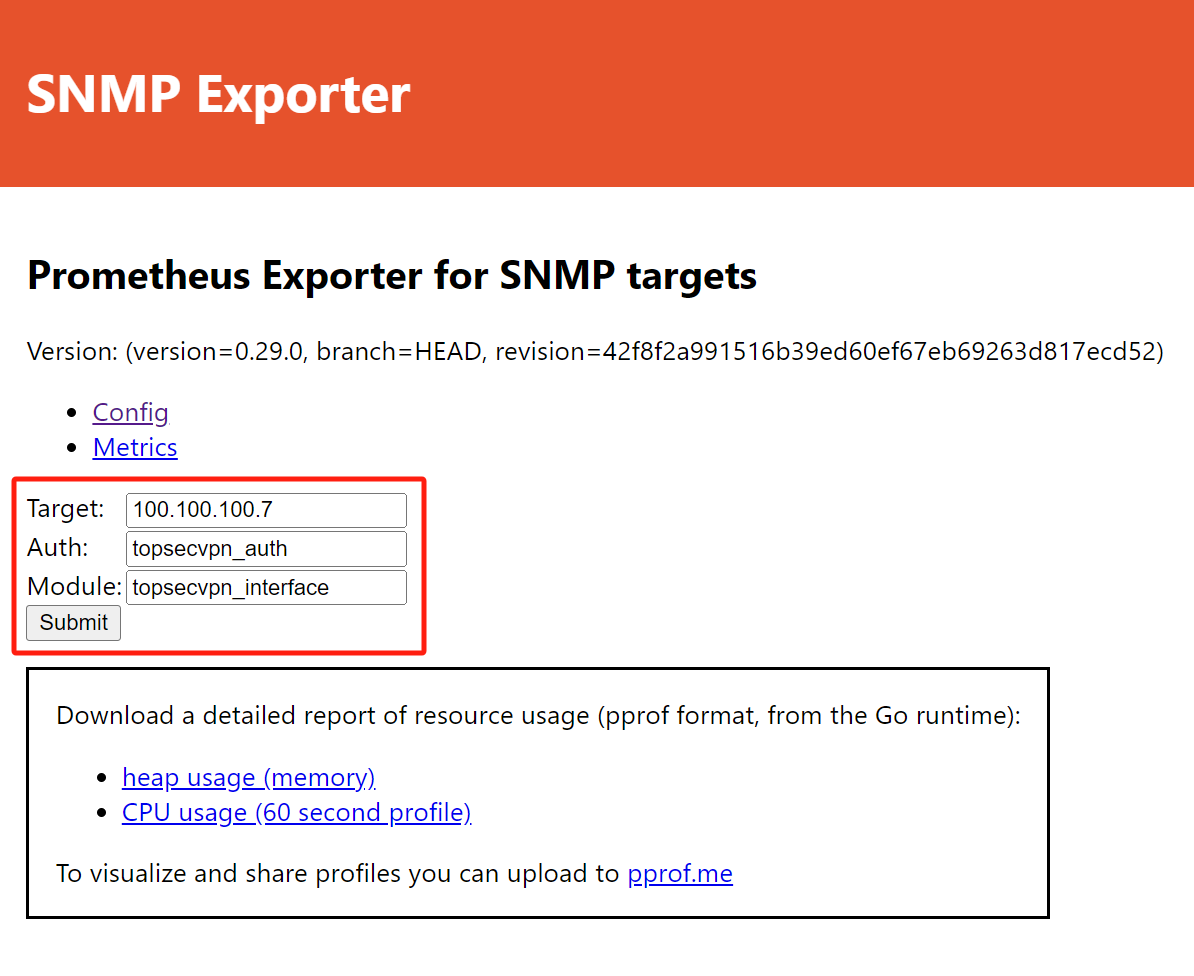 SNMP Exporter
Prometheus Exporter for SNMP targets
Version: (version=0.29.0, branch=HEAD, revision=42f8f2a991516b39ed60ef67eb69263d817ecd52)
Config
Metrics
Target: 100.100.100.7
Auth: topsecvpn_auth
Module: topsecvpn_interface
Submit
Download a detailed report of resource usage (pprof format, from the Go runtime):
heap usage (memory)
CPU usage (60 second profile)
To visualize and share profiles you can upload to pprof.me